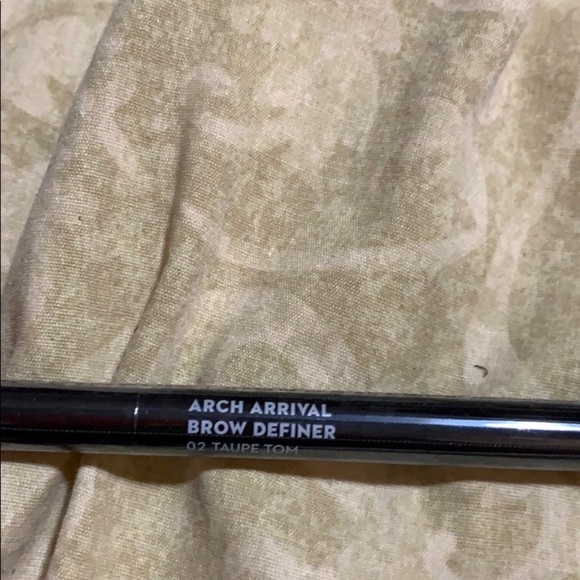 ARCH ARRIVAL
BROW DEFINER
02 TAUPE TOM